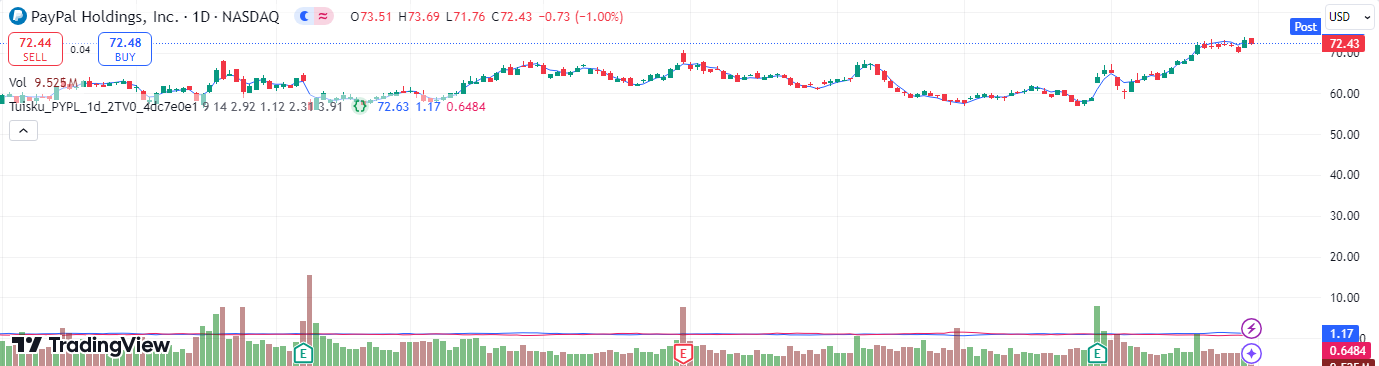 PayPal Holdings, Inc. · 1D · NASDAQ O73.51 H73.69 L71.76 C72.43 −0.73 (−1.00%)
USD
Post
72.44 SELL
0.04
72.48 BUY
72.43
70.00
Vol 9.525M
Tuisku_PYPL_1d_2TV0_4dc7e0e1 9 14 2.92 1.12 2.31 3.91 {} 72.63 1.17 0.6484
60.00
50.00
40.00
30.00
20.00
10.00
1.17
0.6484
TradingView
E
E
E